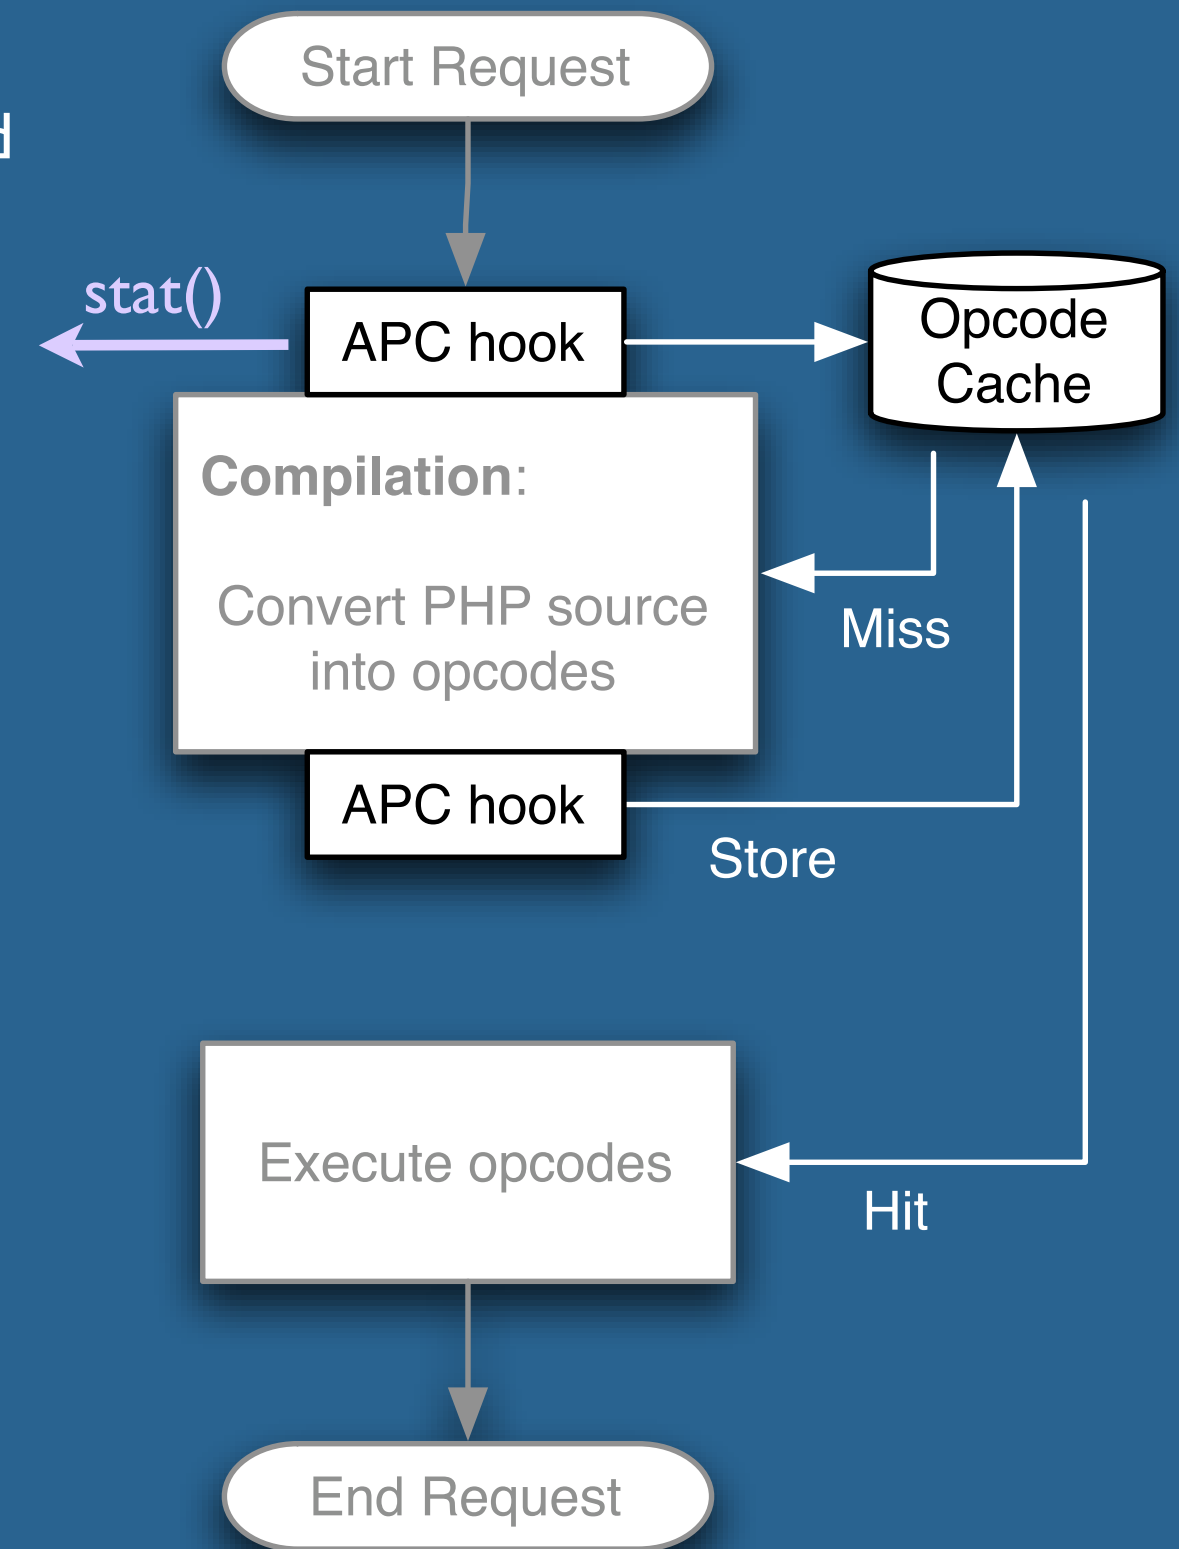 Start Request
stat()
APC hook
Opcode
Cache
Compilation:
Convert PHP source
into opcodes
Miss
APC hook
Store
Execute opcodes
Hit
End Request